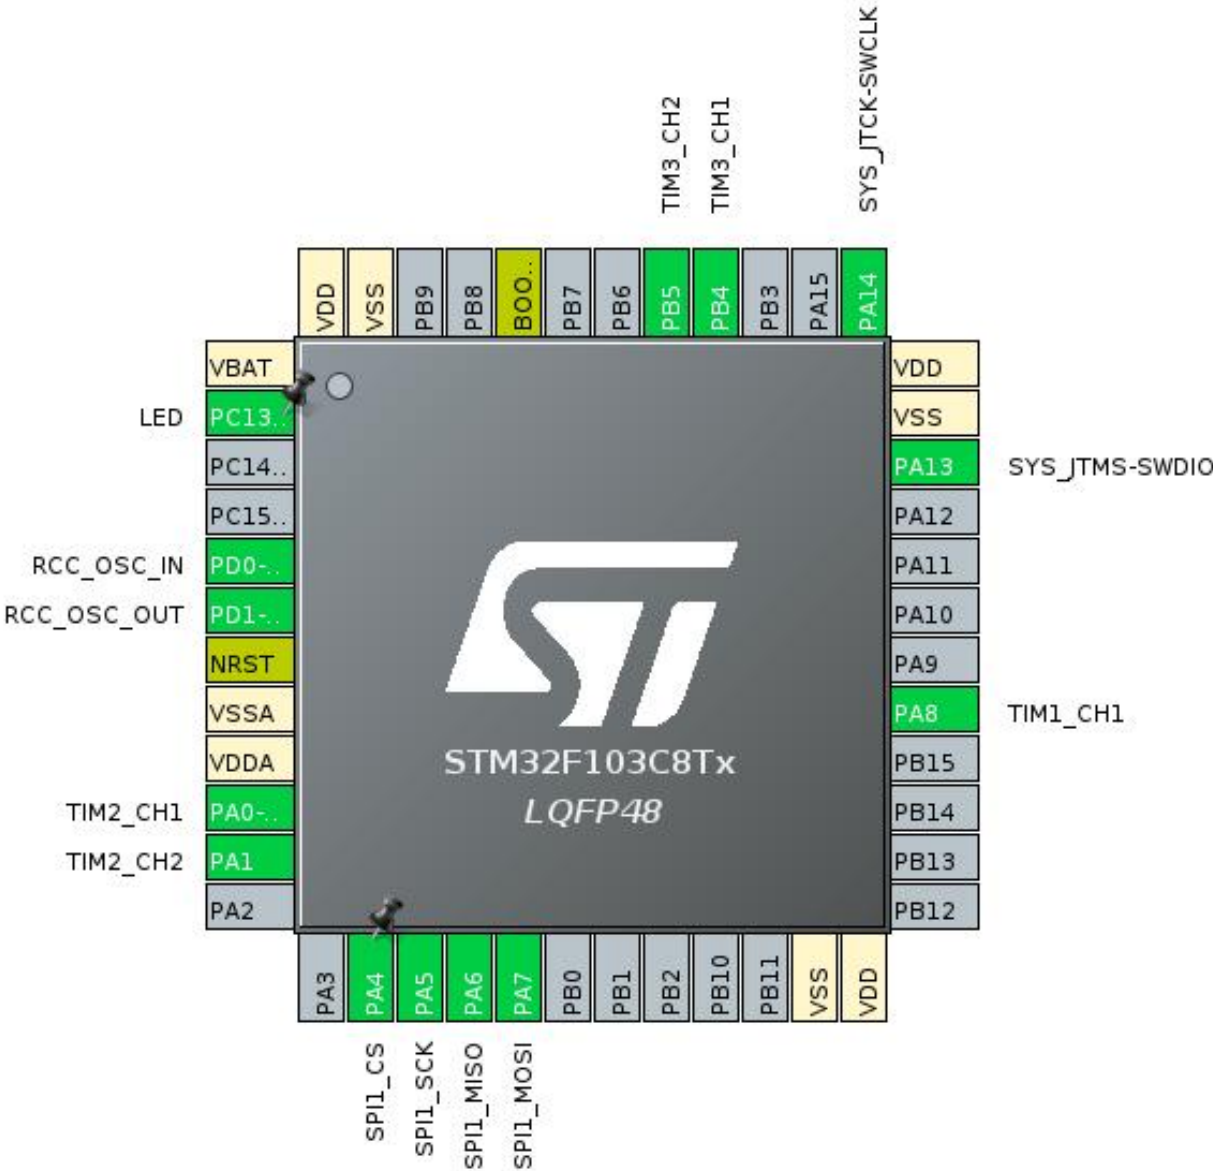 SYS_JTCK-SWCLK
TIM3_CH2
TIM3_CH1
VDD
VSS
PB9
PB8
BOO..
PB7
PB6
PB5
PB4
PB3
PA15
PA14
VBAT
VDD
LED
PC13..
VSS
PC14..
PA13
SYS_JTMS-SWDIO
PC15..
PA12
RCC_OSC_IN
PD0-..
PA11
RCC_OSC_OUT
PD1-..
PA10
NRST
PA9
VSSA
PA8
TIM1_CH1
VDDA
PB15
TIM2_CH1
PA0-..
PB14
TIM2_CH2
PA1
PB13
PA2
PB12
ST
STM32F103C8Tx
LQFP48
PA3
PA4
PA5
PA6
PA7
PB0
PB1
PB2
PB10
PB11
VSS
VDD
SPI1_CS
SPI1_SCK
SPI1_MISO
SPI1_MOSI